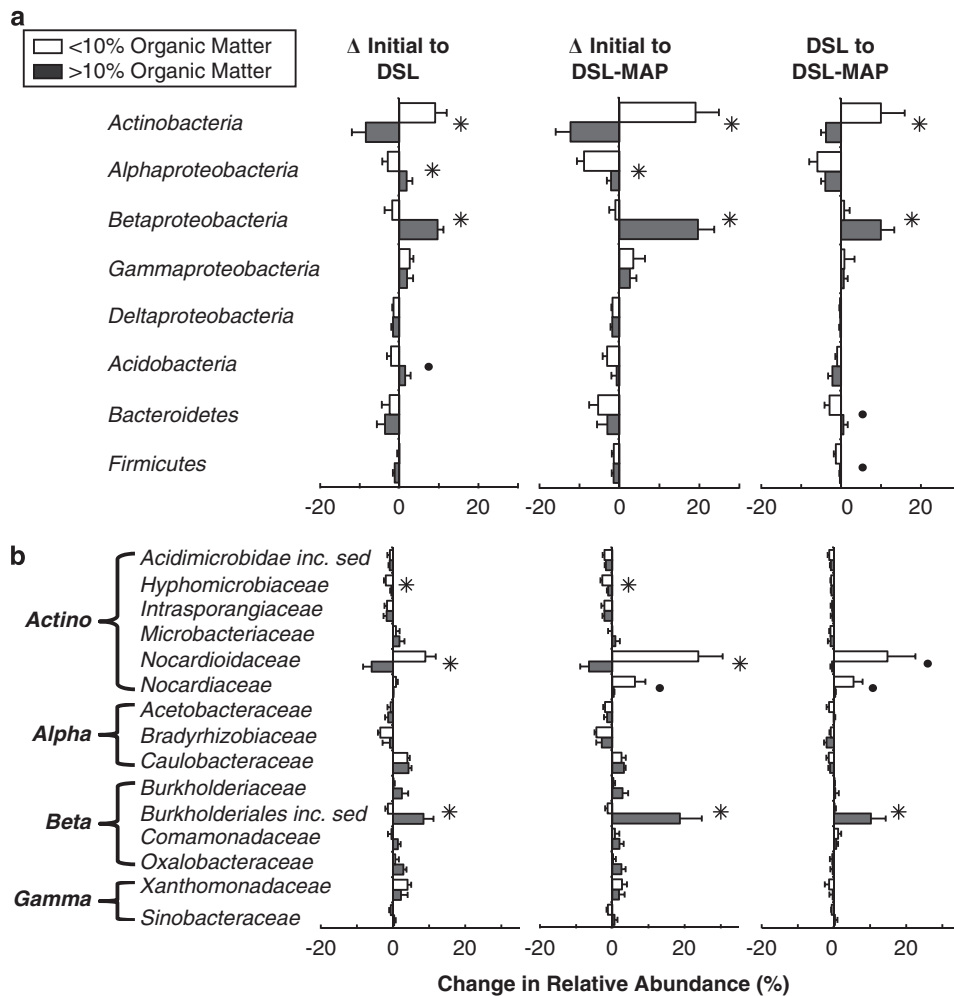 a
<10% Organic Matter
>10% Organic Matter
Δ Initial to
DSL
Δ Initial to
DSL-MAP
DSL to
DSL-MAP
Actinobacteria
Alphaproteobacteria
Betaproteobacteria
Gammaproteobacteria
Deltaproteobacteria
Acidobacteria
Bacteroidetes
Firmicutes
-20 0 20 -20 0 20 -20 0 20
b
Actino
Acidimicrobidae inc. sed
Hyphomicrobiaceae
Intrasporangiaceae
Microbacteriaceae
Nocardioidaceae
Nocardiaceae
Alpha
Acetobacteraceae
Bradyrhizobiaceae
Caulobacteraceae
Beta
Burkholderiaceae
Burkholderiales inc. sed
Comamonadaceae
Oxalobacteraceae
Gamma
Xanthomonadaceae
Sinobacteraceae
-20 0 20 -20 0 20 -20 0 20
Change in Relative Abundance (%)